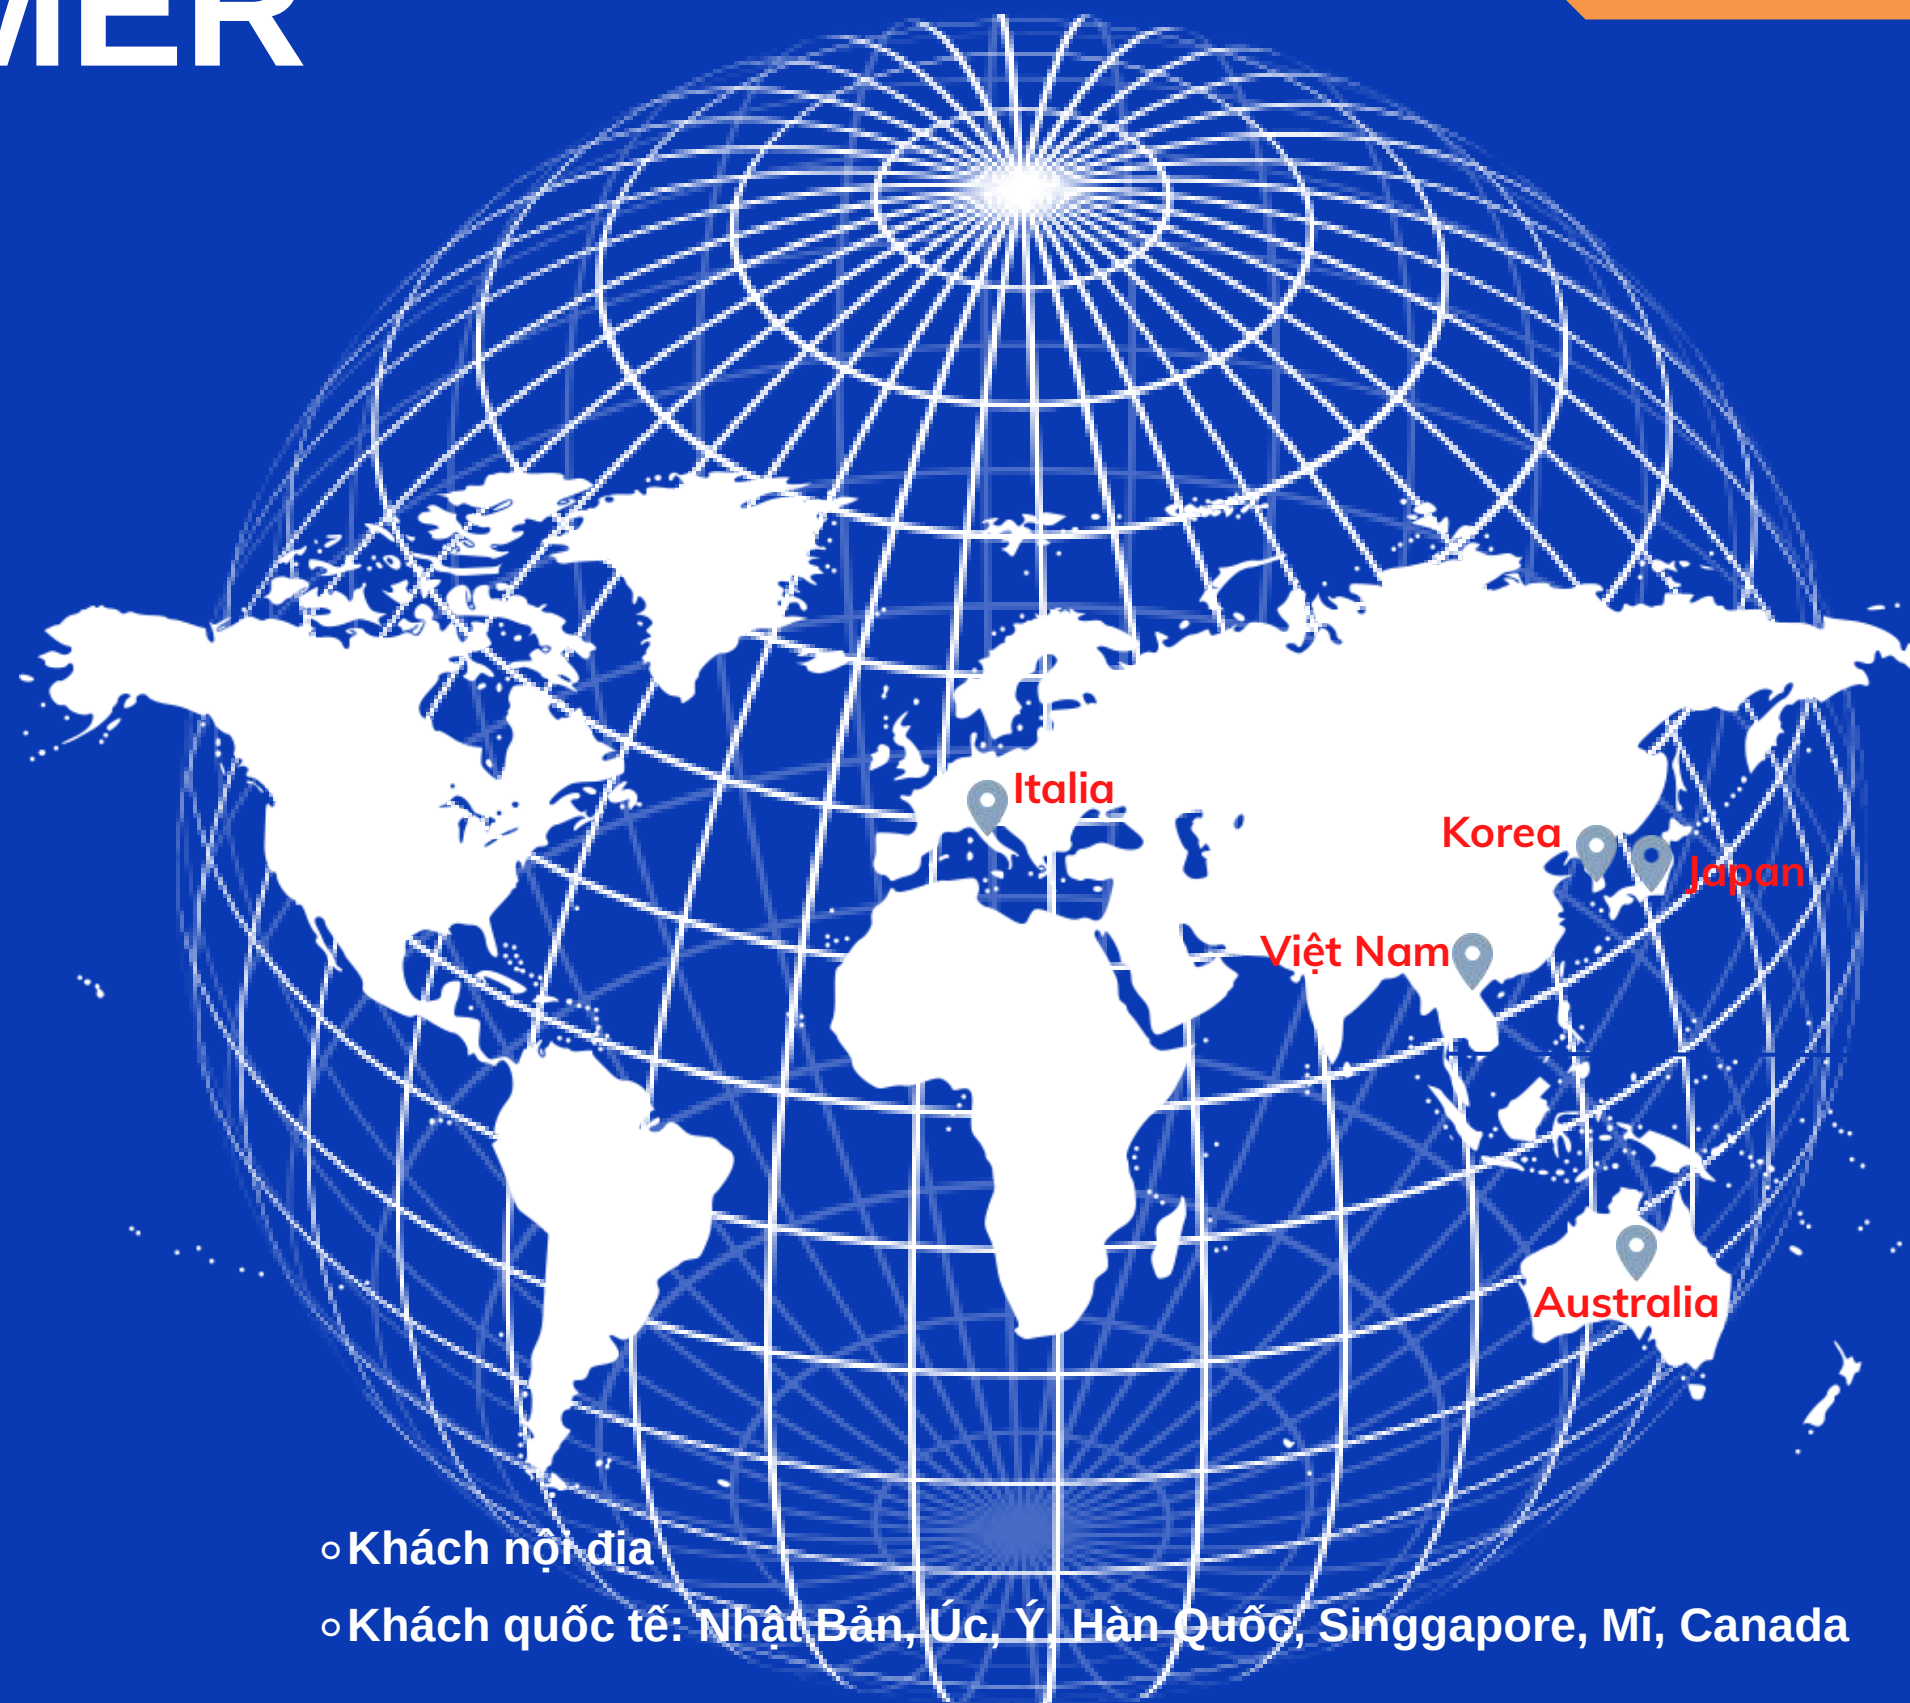 MER
Italia
Korea
Japan
Việt Nam
Australia
Khách nội địa
Khách quốc tế: Nhật Bản, Úc, Ý, Hàn Quốc, Singgapore, Mĩ, Canada